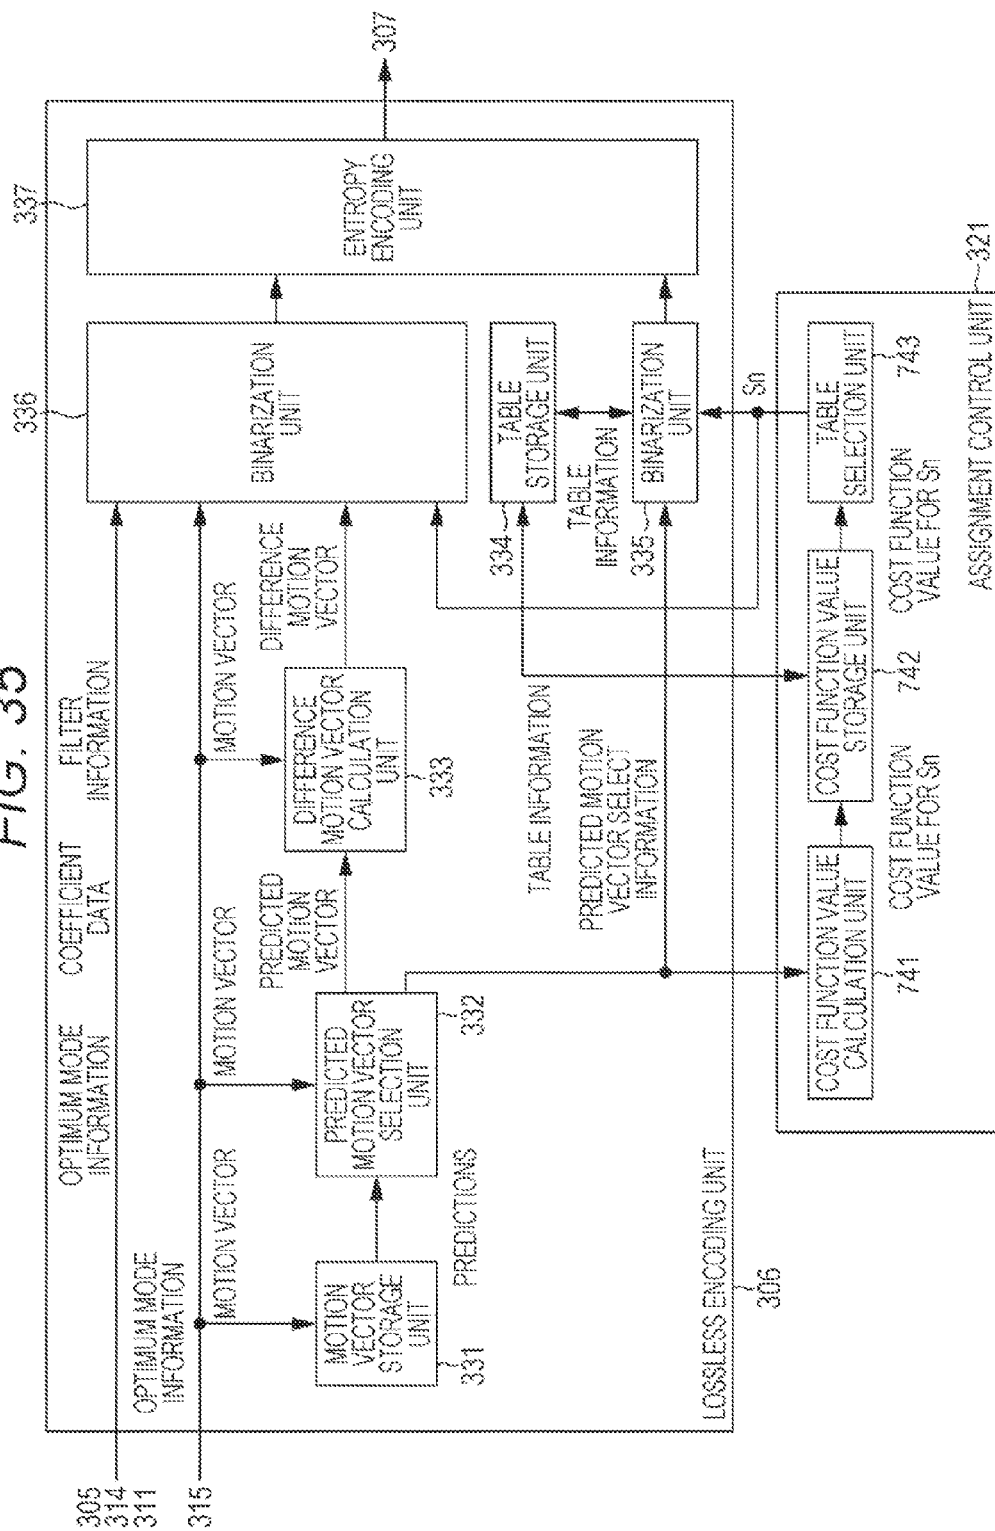 FIG. 35
305
314
311
315
OPTIMUM MODE
INFORMATION
COEFFICIENT
DATA
FILTER
INFORMATION
OPTIMUM MODE
INFORMATION
MOTION VECTOR
MOTION VECTOR
MOTION VECTOR
MOTION VECTOR
MOTION
VECTOR
STORAGE
UNIT
331
PREDICTIONS
PREDICTED
MOTION VECTOR
SELECTION
UNIT
332
PREDICTED
MOTION
VECTOR
DIFFERENCE
MOTION VECTOR
CALCULATION
UNIT
333
DIFFERENCE
MOTION
VECTOR
336
BINARIZATION
UNIT
337
ENTROPY
ENCODING
UNIT
307
334
TABLE
STORAGE UNIT
TABLE
INFORMATION
335
BINARIZATION
UNIT
TABLE INFORMATION
PREDICTED MOTION
VECTOR SELECT
INFORMATION
Sn
LOSSLESS ENCODING UNIT
306
COST FUNCTION VALUE
CALCULATION UNIT
741
COST FUNCTION
VALUE FOR Sn
COST FUNCTION VALUE
STORAGE UNIT
742
COST FUNCTION
VALUE FOR Sn
TABLE
SELECTION UNIT
743
ASSIGNMENT CONTROL UNIT
321